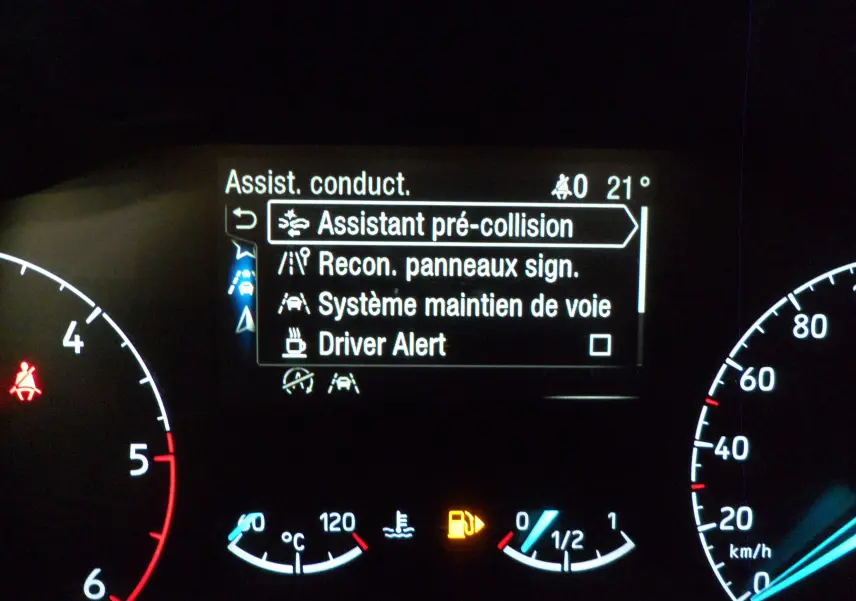 Assist. conduct. 0 21°
Assistant pré-collision
Recon. panneaux sign.
Système maintien de voie
Driver Alert
4
5
6
60 °C 120
0 1/2 1
80
60
40
20
km/h
0